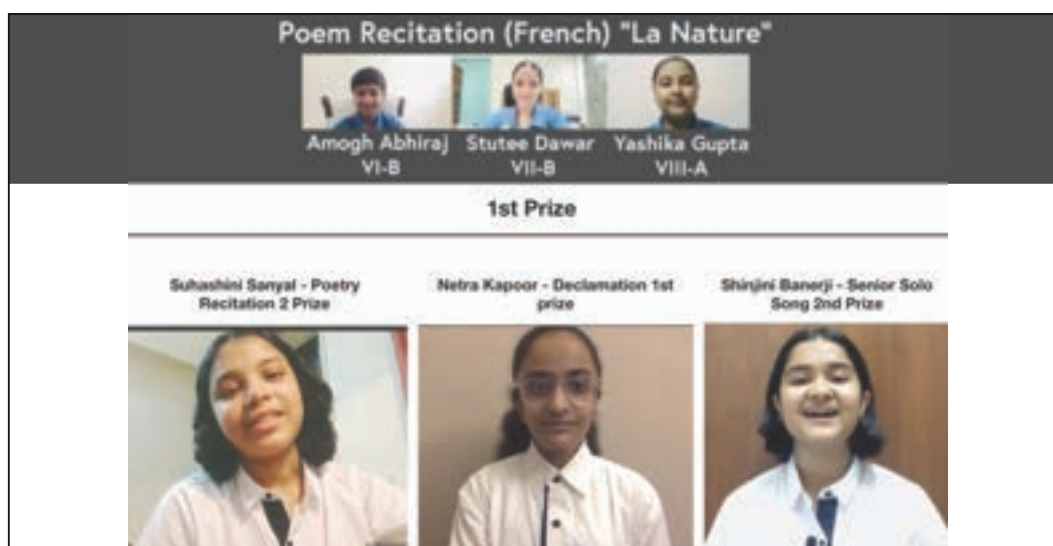 Poem Recitation (French) "La Nature"
Amogh Abhiraj Stutee Dawar Yashika Gupta
VI-B VII-B VIII-A
1st Prize
Suhashini Sanyal - Poetry
Recitation 2 Prize
Netra Kapoor - Declamation 1st
prize
Shinjini Banerji - Senior Solo
Song 2nd Prize